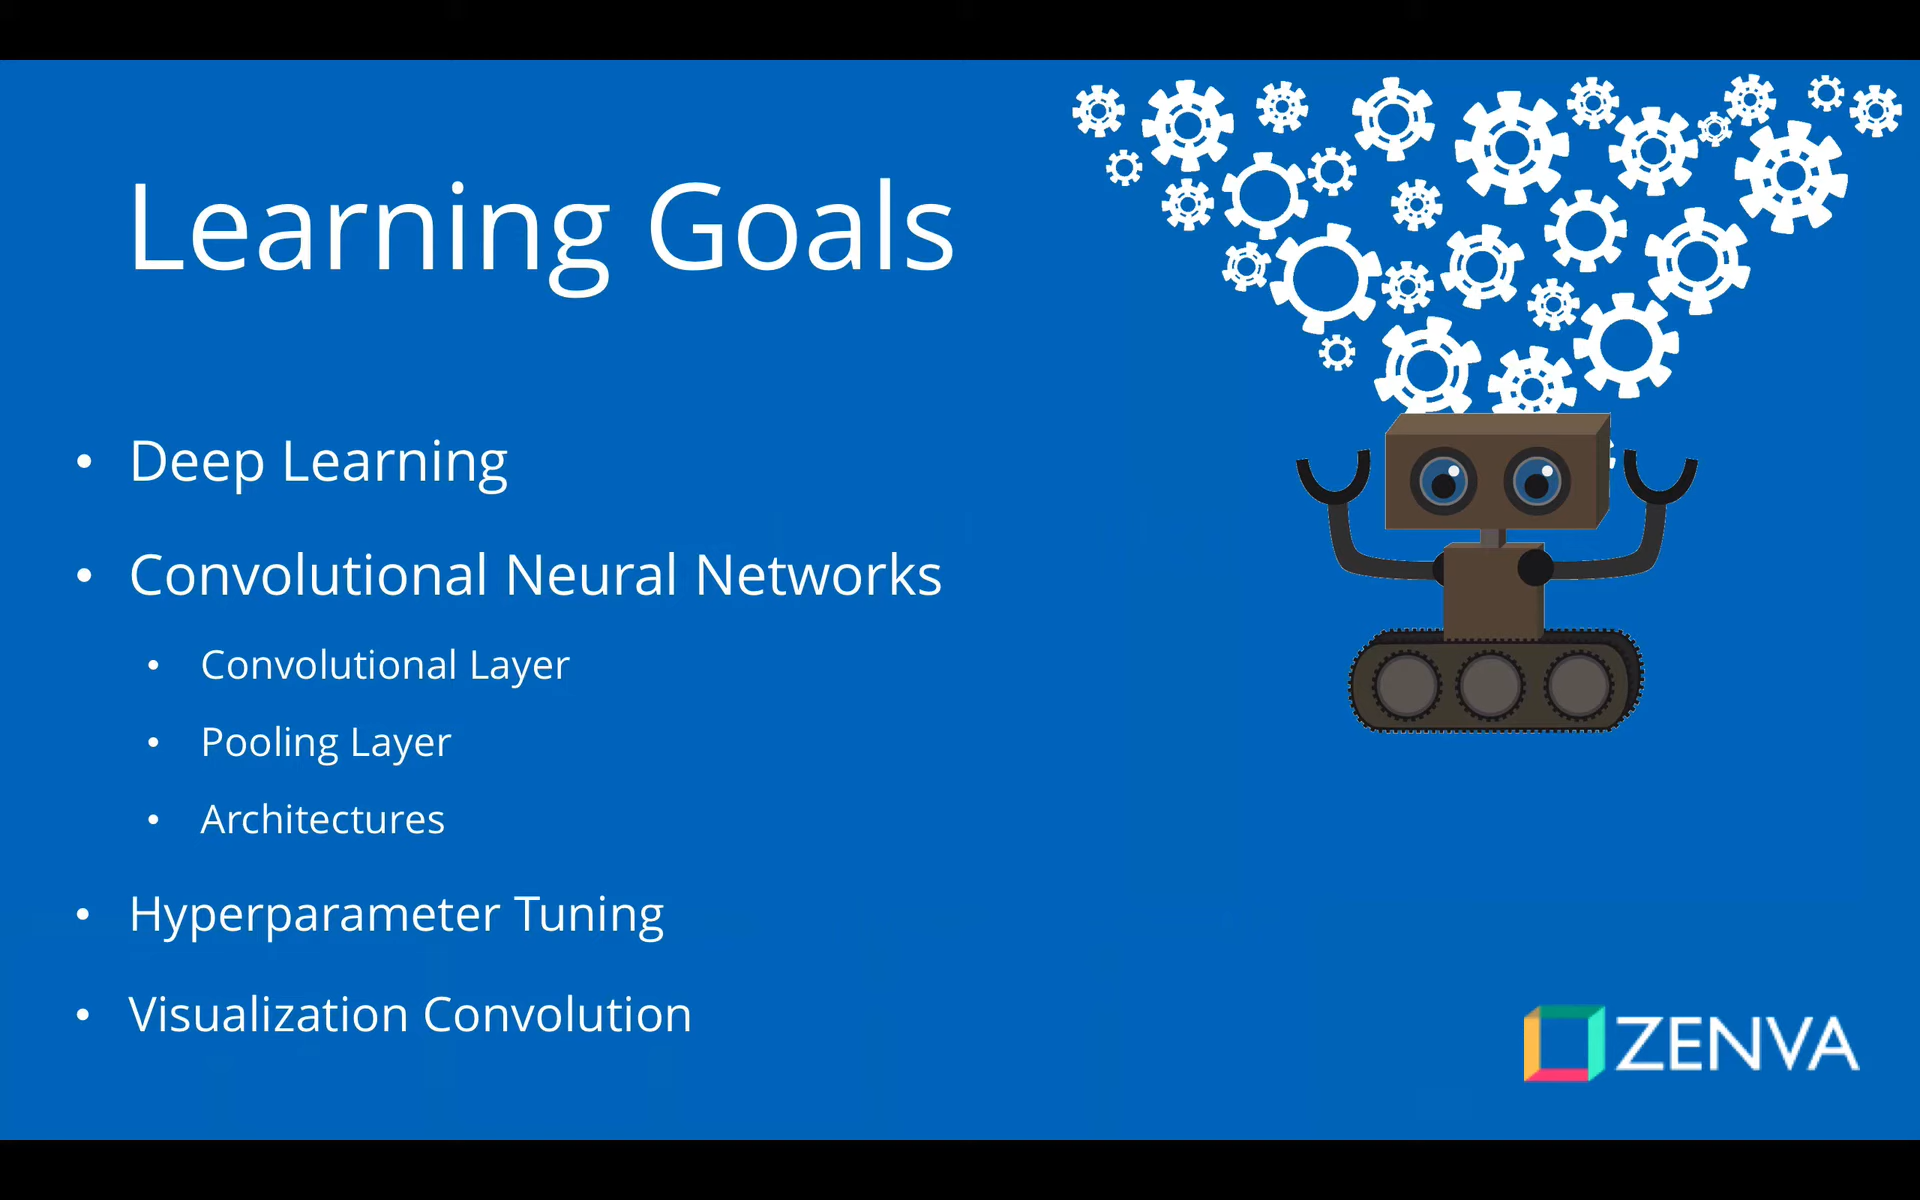 Learning Goals
• Deep Learning
• Convolutional Neural Networks
• Convolutional Layer
• Pooling Layer
• Architectures
• Hyperparameter Tuning
• Visualization Convolution
ZENVA